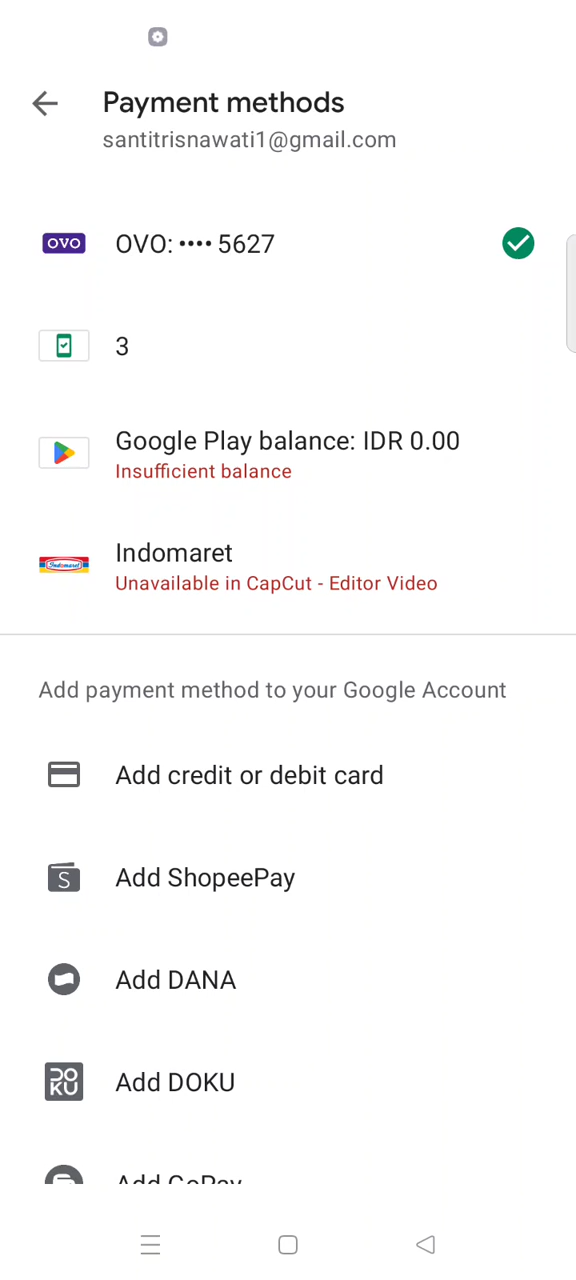 Payment methods
santitrisnawati1@gmail.com
OVO
OVO: •••• 5627
3
Google Play balance: IDR 0.00
Insufficient balance
Indomaret
Indomaret
Unavailable in CapCut - Editor Video
Add payment method to your Google Account
Add credit or debit card
S
Add ShopeePay
Add DANA
DOKU
Add DOKU
Add GoPay